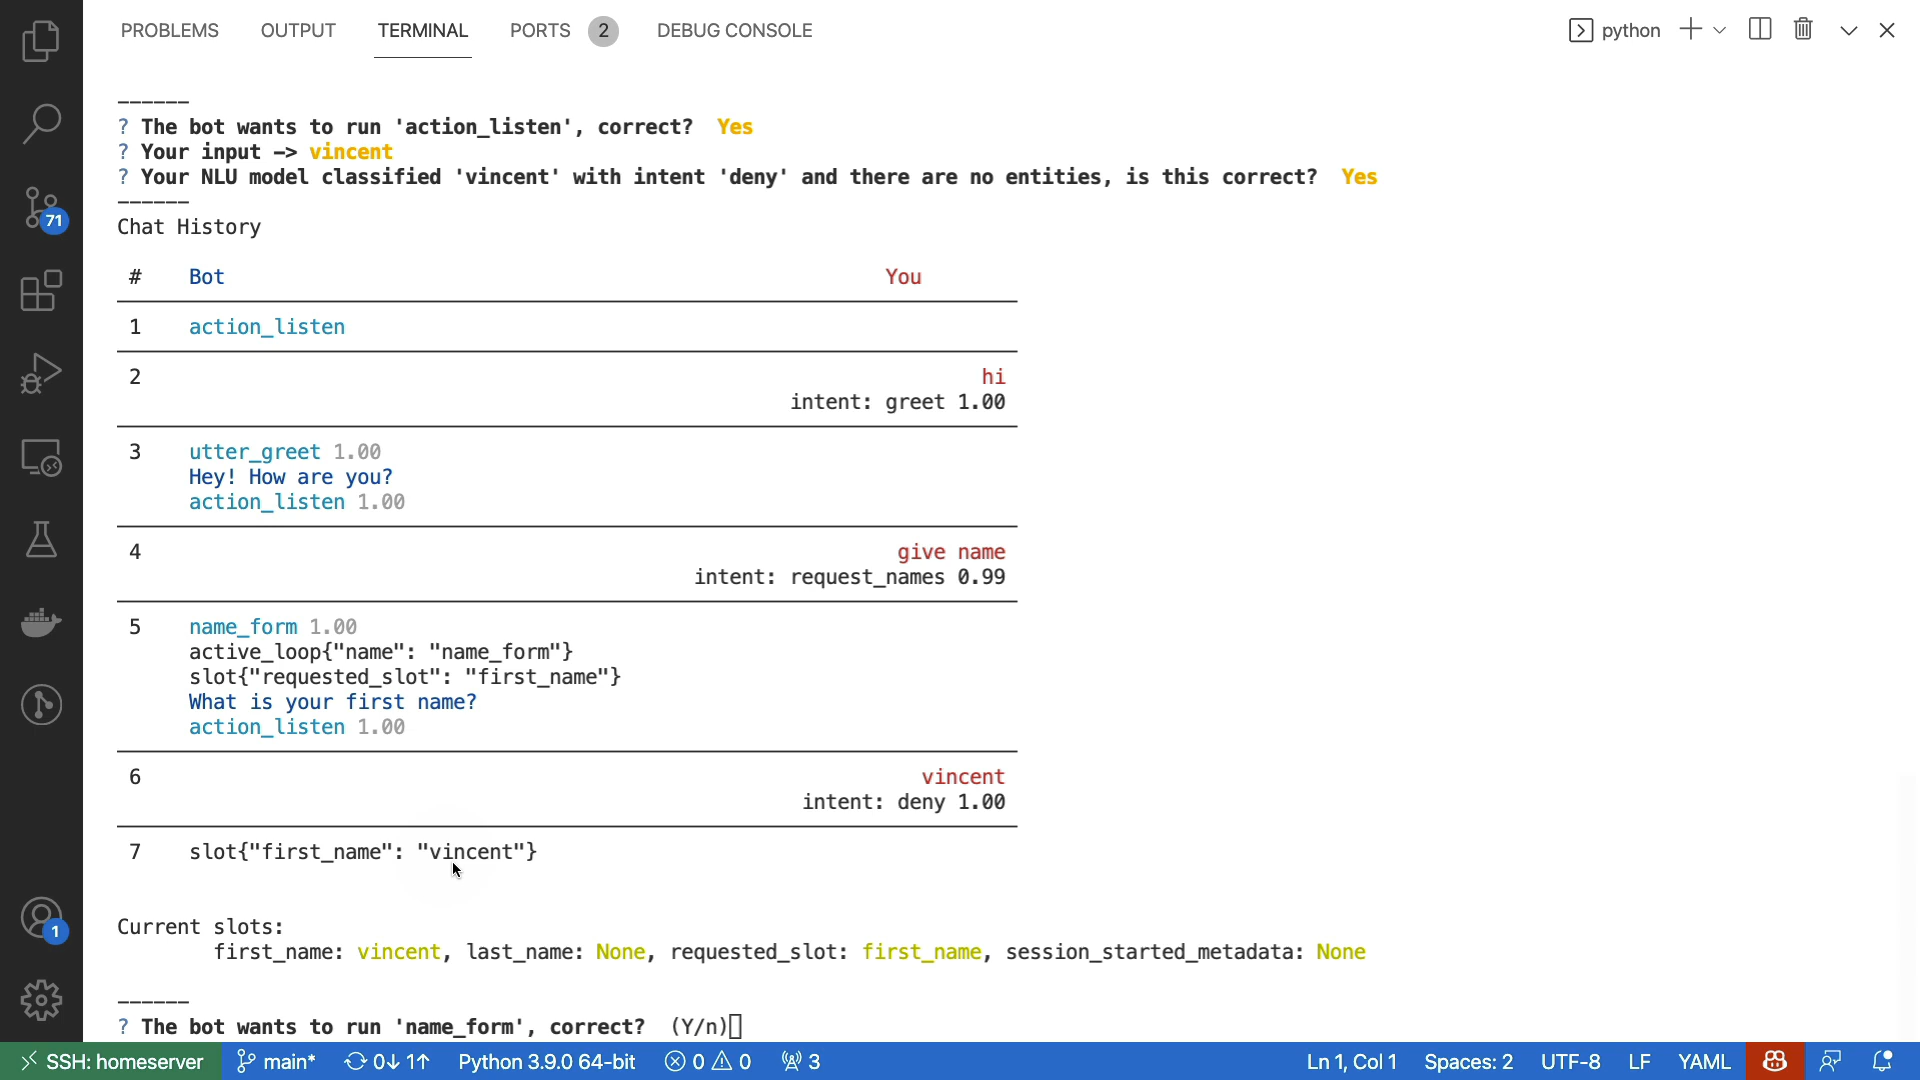 PROBLEMS OUTPUT TERMINAL PORTS 2 DEBUG CONSOLE python
------
? The bot wants to run 'action_listen', correct? Yes
? Your input -> vincent
? Your NLU model classified 'vincent' with intent 'deny' and there are no entities, is this correct? Yes
------
Chat History
# Bot You
1 action_listen
2 hi
intent: greet 1.00
3 utter_greet 1.00
Hey! How are you?
action_listen 1.00
4 give name
intent: request_names 0.99
5 name_form 1.00
active_loop{"name": "name_form"}
slot{"requested_slot": "first_name"}
What is your first name?
action_listen 1.00
6 vincent
intent: deny 1.00
7 slot{"first_name": "vincent"}
Current slots:
first_name: vincent, last_name: None, requested_slot: first_name, session_started_metadata: None
------
? The bot wants to run 'name_form', correct? (Y/n)
71
1
SSH: homeserver main* 0↓ 1↑ Python 3.9.0 64-bit 0 0 3 Ln 1, Col 1 Spaces: 2 UTF-8 LF YAML